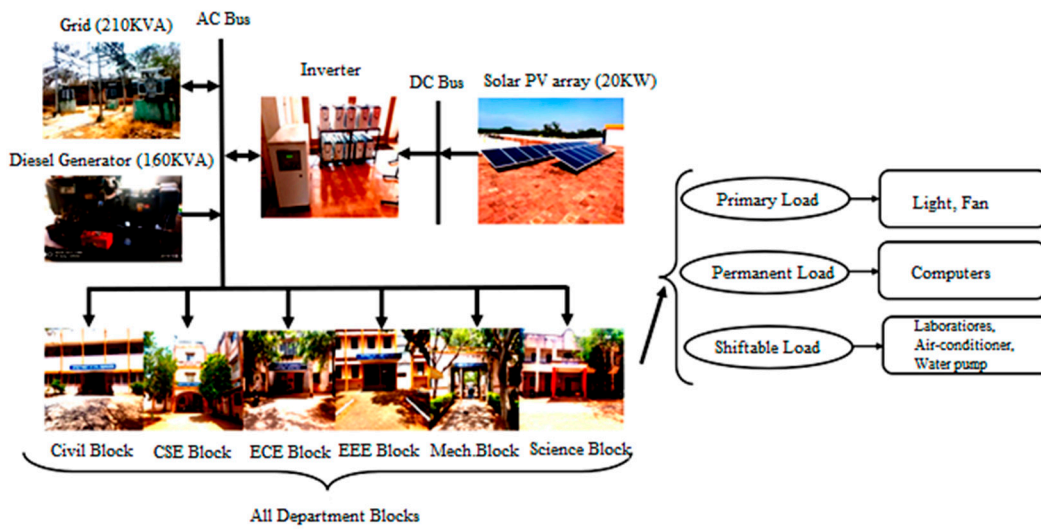 Grid (210KVA)
AC Bus
Inverter
DC Bus
Solar PV array (20KW)
Diesel Generator (160KVA)
Primary Load
Light, Fan
Permanent Load
Computers
Shiftable Load
Laboratiores,
Air-conditioner,
Water pump
Civil Block
CSE Block
ECE Block
EEE Block
Mech.Block
Science Block
All Department Blocks